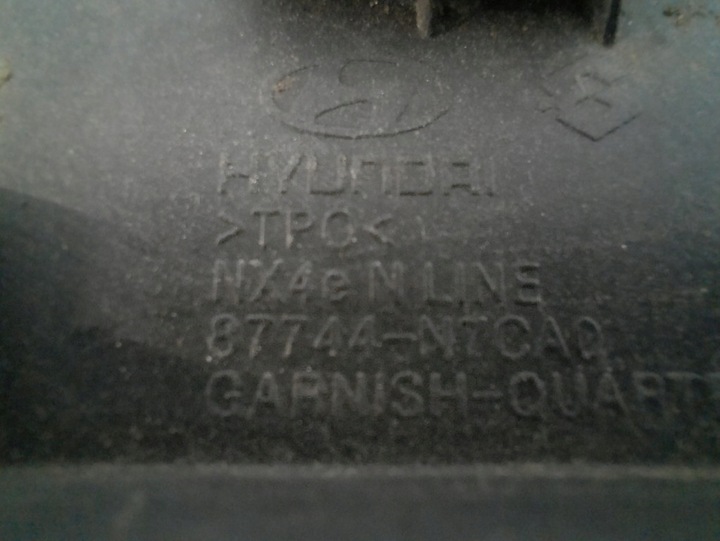 HYUNDAI
>TPO<
NX4e N LINE
87744-N7CA0
GARNISH-QUART